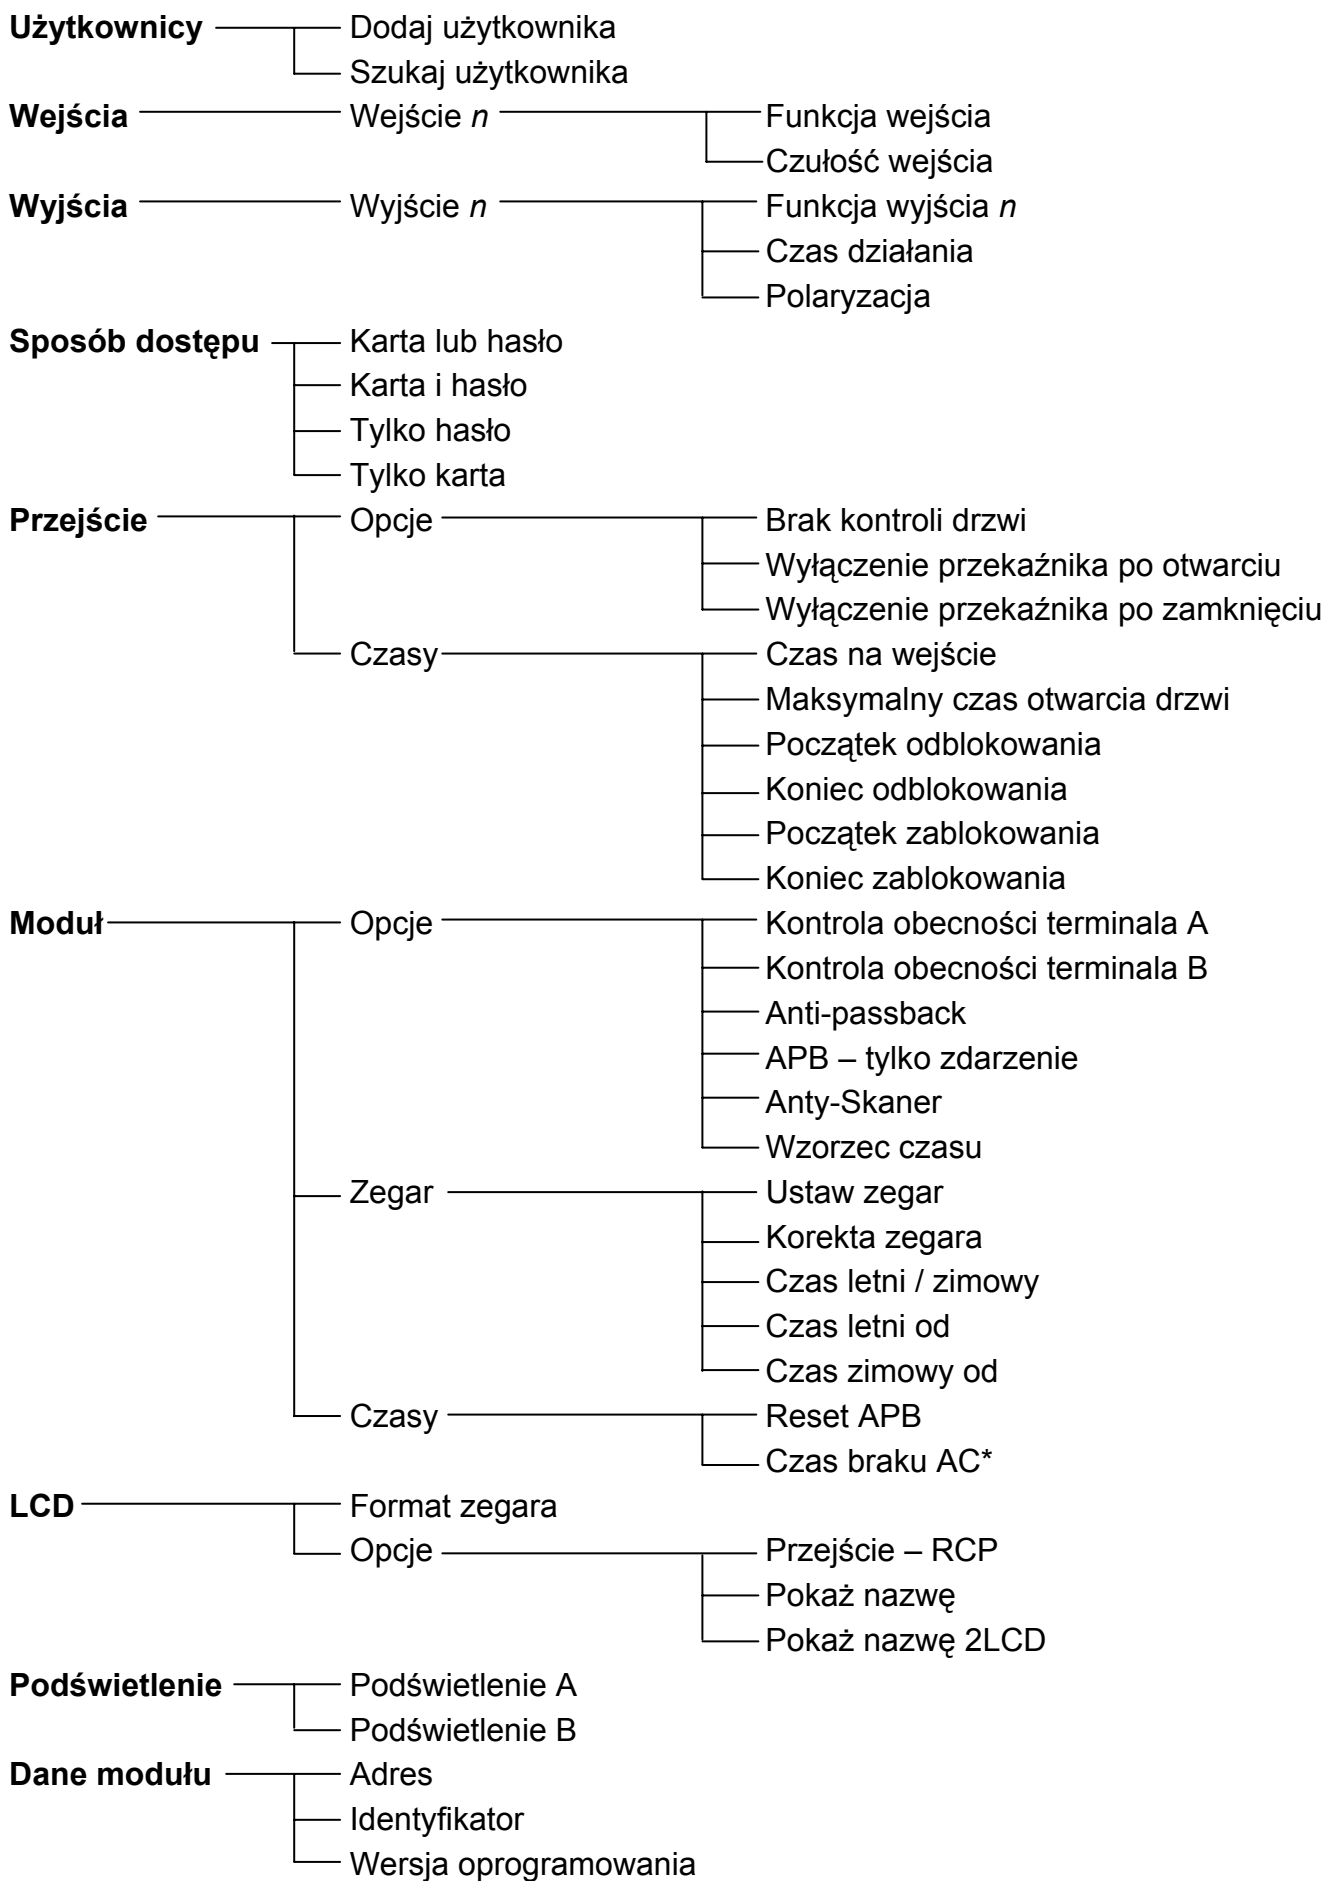 Użytkownicy Dodaj użytkownika
Szukaj użytkownika
Wejścia Wejście n Funkcja wejścia
Czułość wejścia
Wyjścia Wyjście n Funkcja wyjścia n
Czas działania
Polaryzacja
Sposób dostępu Karta lub hasło
Karta i hasło
Tylko hasło
Tylko karta
Przejście Opcje Brak kontroli drzwi
Wyłączenie przekaźnika po otwarciu
Wyłączenie przekaźnika po zamknięciu
Czasy Czas na wejście
Maksymalny czas otwarcia drzwi
Początek odblokowania
Koniec odblokowania
Początek zablokowania
Koniec zablokowania
Moduł Opcje Kontrola obecności terminala A
Kontrola obecności terminala B
Anti-passback
APB – tylko zdarzenie
Anty-Skaner
Wzorzec czasu
Zegar Ustaw zegar
Korekta zegara
Czas letni / zimowy
Czas letni od
Czas zimowy od
Czasy Reset APB
Czas braku AC*
LCD Format zegara
Opcje Przejście – RCP
Pokaż nazwę
Pokaż nazwę 2LCD
Podświetlenie Podświetlenie A
Podświetlenie B
Dane modułu Adres
Identyfikator
Wersja oprogramowania